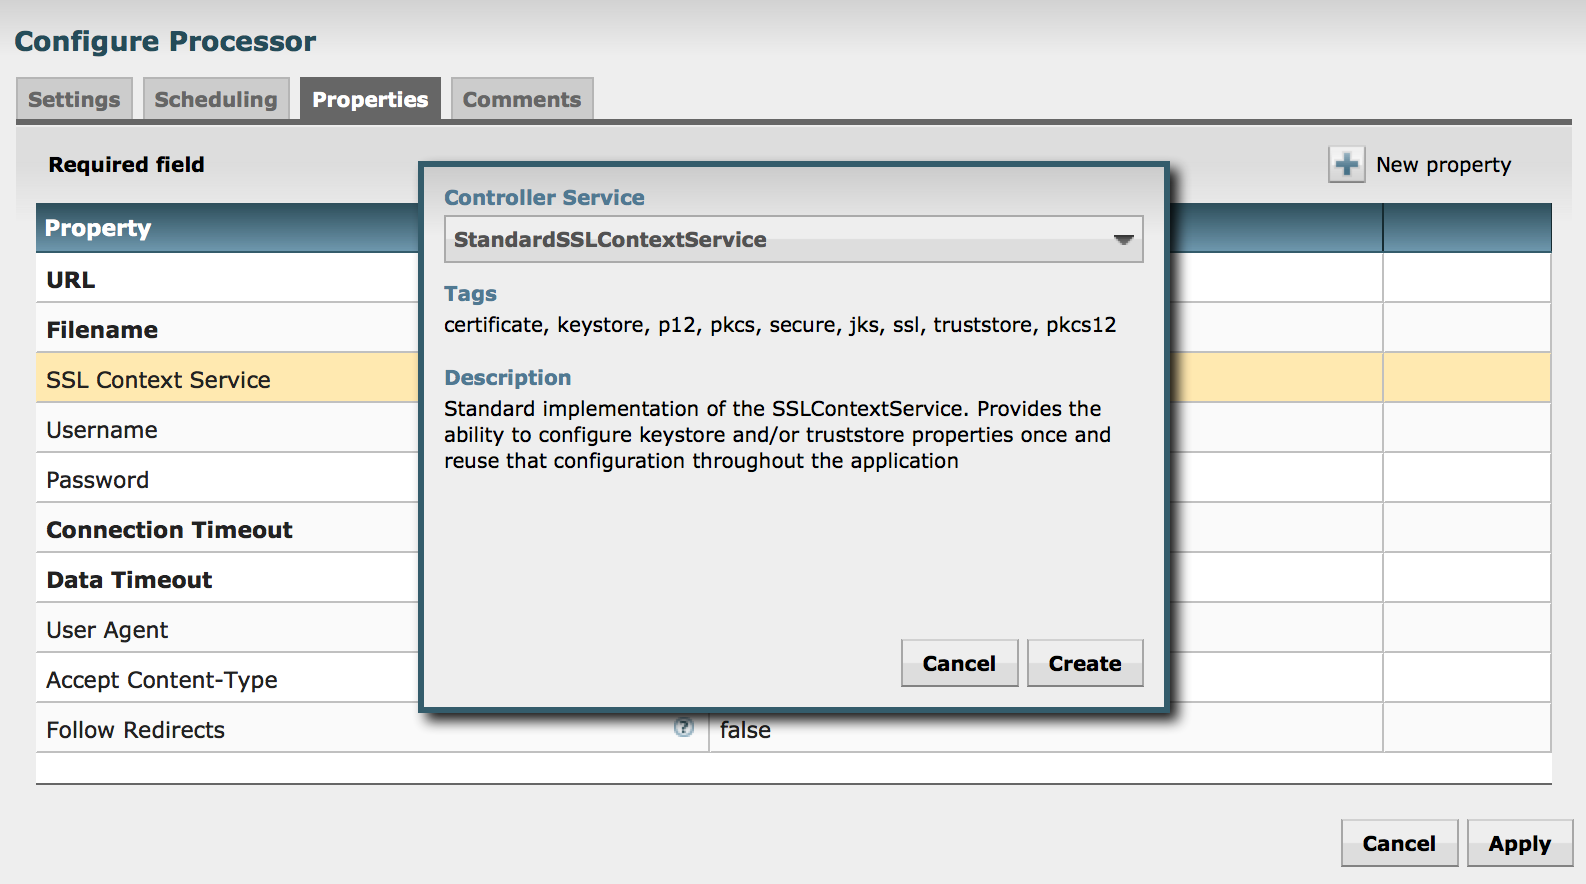 Configure Processor
Settings
Scheduling
Properties
Comments
Required field
New property
Property
URL
Filename
SSL Context Service
Username
Password
Connection Timeout
Data Timeout
User Agent
Accept Content-Type
Follow Redirects
?
false
Controller Service
StandardSSLContextService
Tags
certificate, keystore, p12, pkcs, secure, jks, ssl, truststore, pkcs12
Description
Standard implementation of the SSLContextService. Provides the
ability to configure keystore and/or truststore properties once and
reuse that configuration throughout the application
Cancel
Create
Cancel
Apply